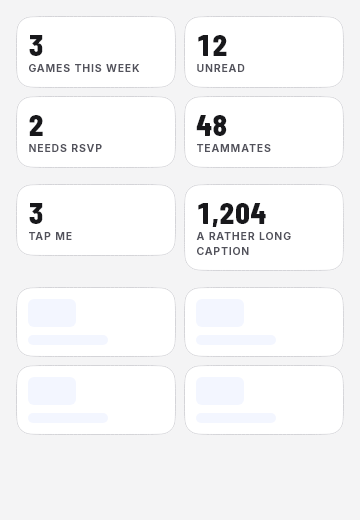 3
GAMES THIS WEEK
12
UNREAD
2
NEEDS RSVP
48
TEAMMATES
3
TAP ME
1,204
A RATHER LONG
CAPTION